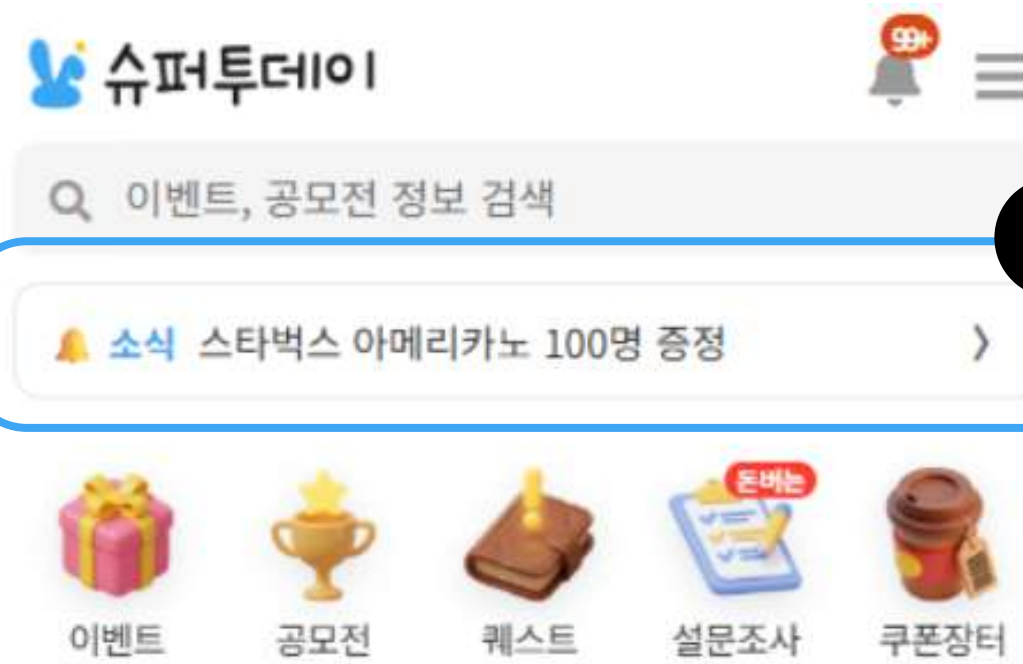 슈퍼투데이
99+
이벤트, 공모전 정보 검색
소식 스타벅스 아메리카노 100명 증정
돈버는
이벤트 공모전 퀘스트 설문조사 쿠폰장터